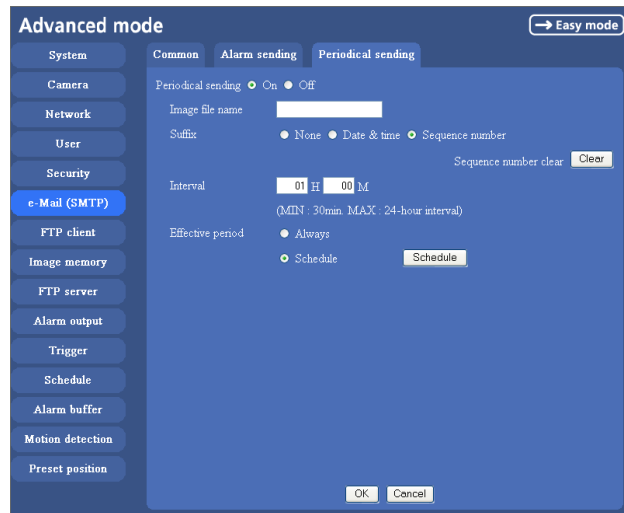 Advanced mode
→ Easy mode
System
Camera
Network
User
Security
e-Mail (SMTP)
FTP client
Image memory
FTP server
Alarm output
Trigger
Schedule
Alarm buffer
Motion detection
Preset position
Common Alarm sending Periodical sending
Periodical sending On Off
Image file name
Suffix None Date & time Sequence number
Sequence number clear Clear
Interval 01 H 00 M
(MIN : 30min. MAX : 24-hour interval)
Effective period Always
Schedule Schedule
OK Cancel